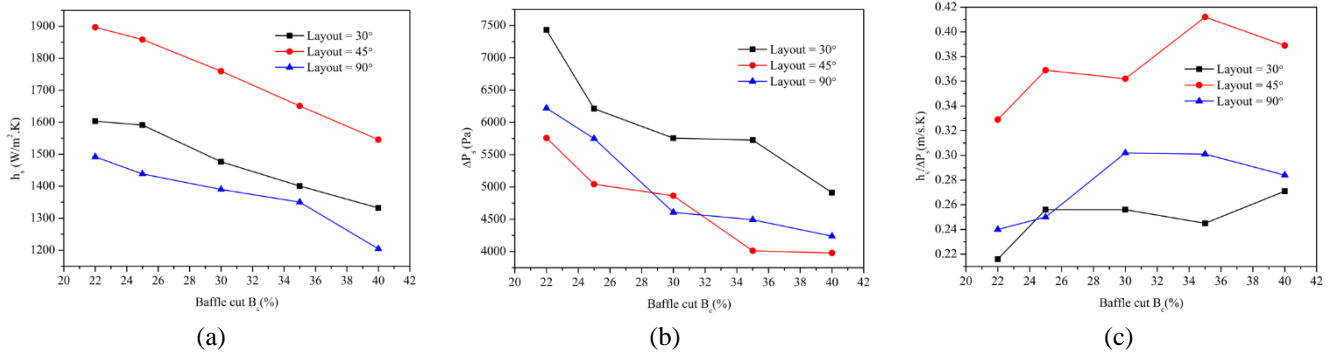 1900
1800
1700
1600
1500
1400
1300
1200
h_s (W/m².K)
20 22 24 26 28 30 32 34 36 38 40 42
Baffle cut B_c(%)
Layout = 30°
Layout = 45°
Layout = 90°
(a)
7500
7000
6500
6000
5500
5000
4500
4000
ΔP_s (Pa)
20 22 24 26 28 30 32 34 36 38 40 42
Baffle cut B_c(%)
Layout = 30°
Layout = 45°
Layout = 90°
(b)
0.42
0.40
0.38
0.36
0.34
0.32
0.30
0.28
0.26
0.24
0.22
h_s/ΔP_s(m/s.K)
20 22 24 26 28 30 32 34 36 38 40 42
Baffle cut B_c(%)
Layout = 30°
Layout = 45°
Layout = 90°
(c)